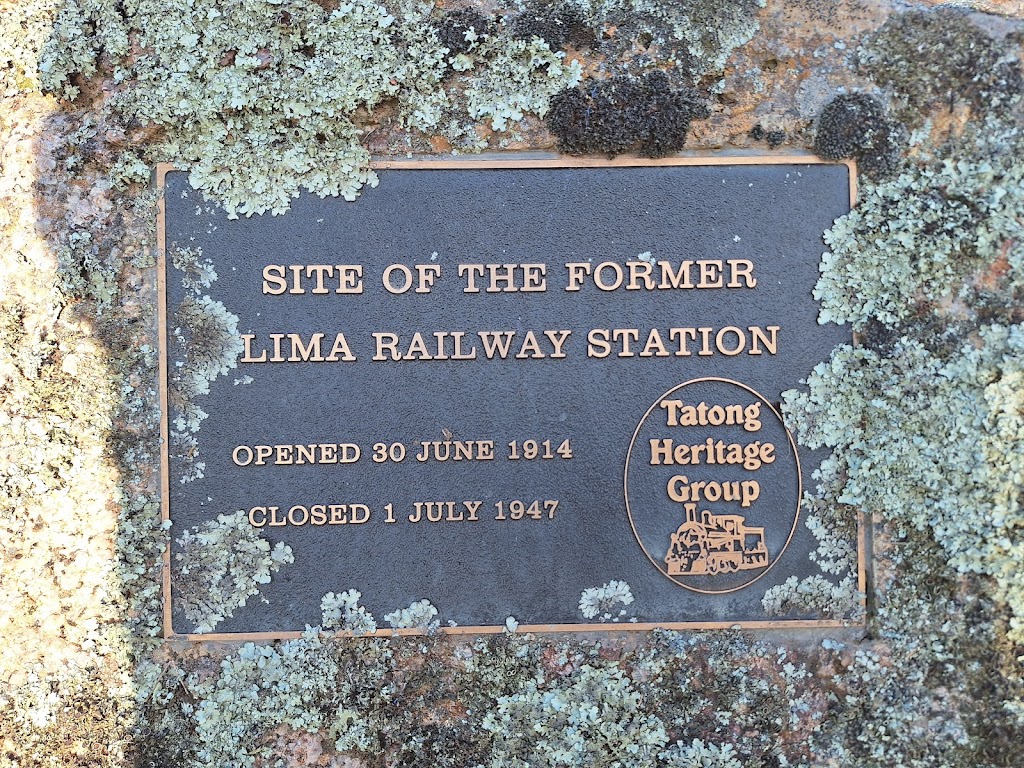 SITE OF THE FORMER
LIMA RAILWAY STATION
OPENED 30 JUNE 1914
CLOSED 1 JULY 1947
Tatong
Heritage
Group